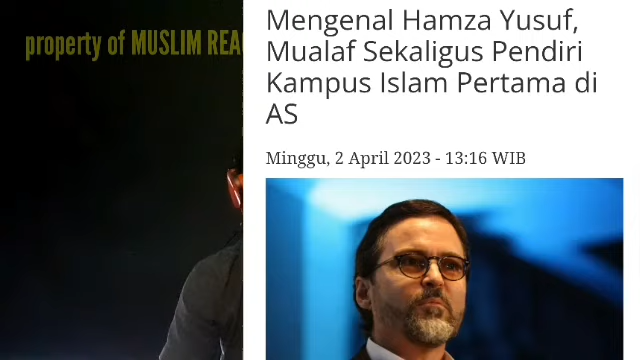 property of MUSLIM REA
Mengenal Hamza Yusuf,
Mualaf Sekaligus Pendiri
Kampus Islam Pertama di
AS
Minggu, 2 April 2023 - 13:16 WIB